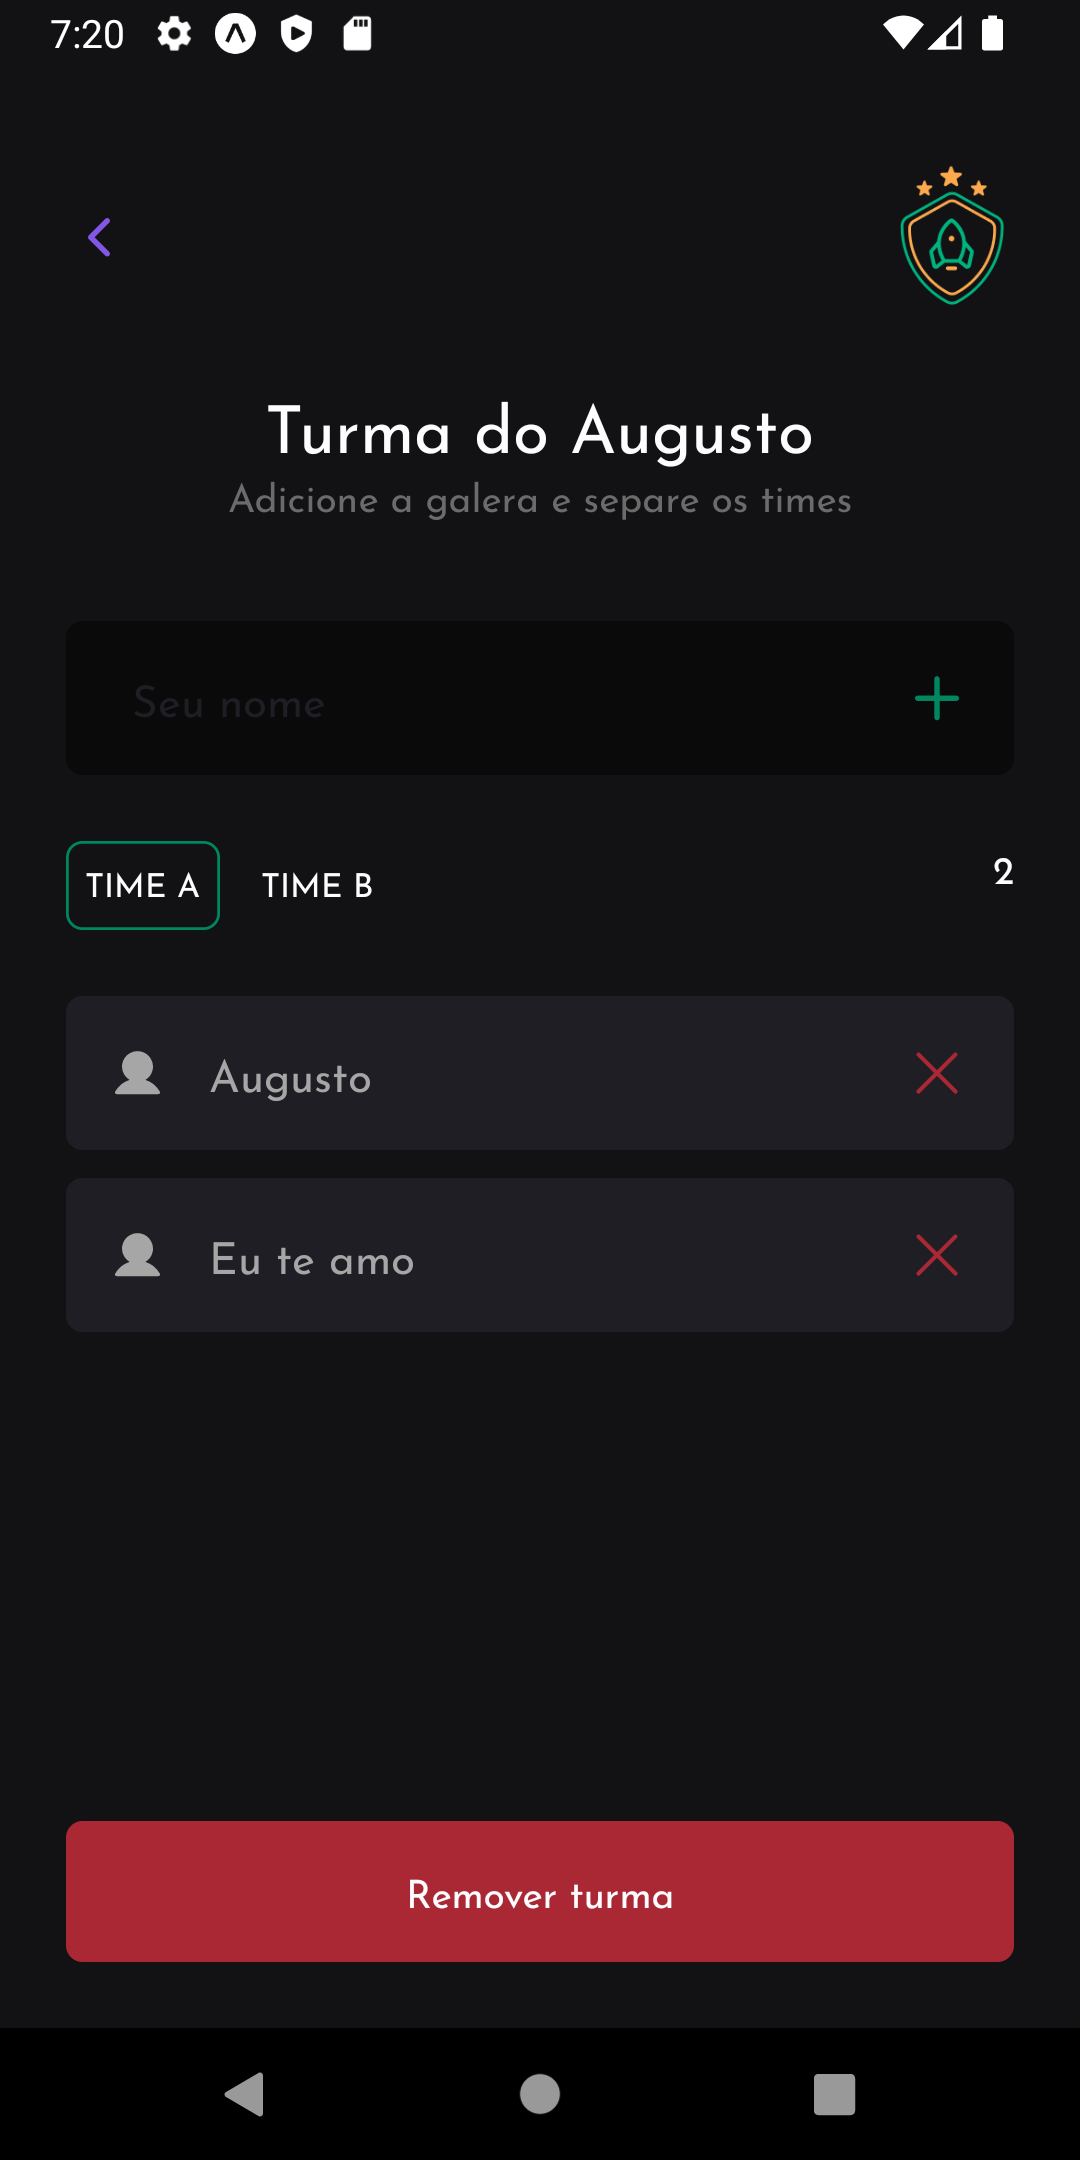 7:20
Turma do Augusto
Adicione a galera e separe os times
Seu nome
TIME A TIME B 2
Augusto
Eu te amo
Remover turma